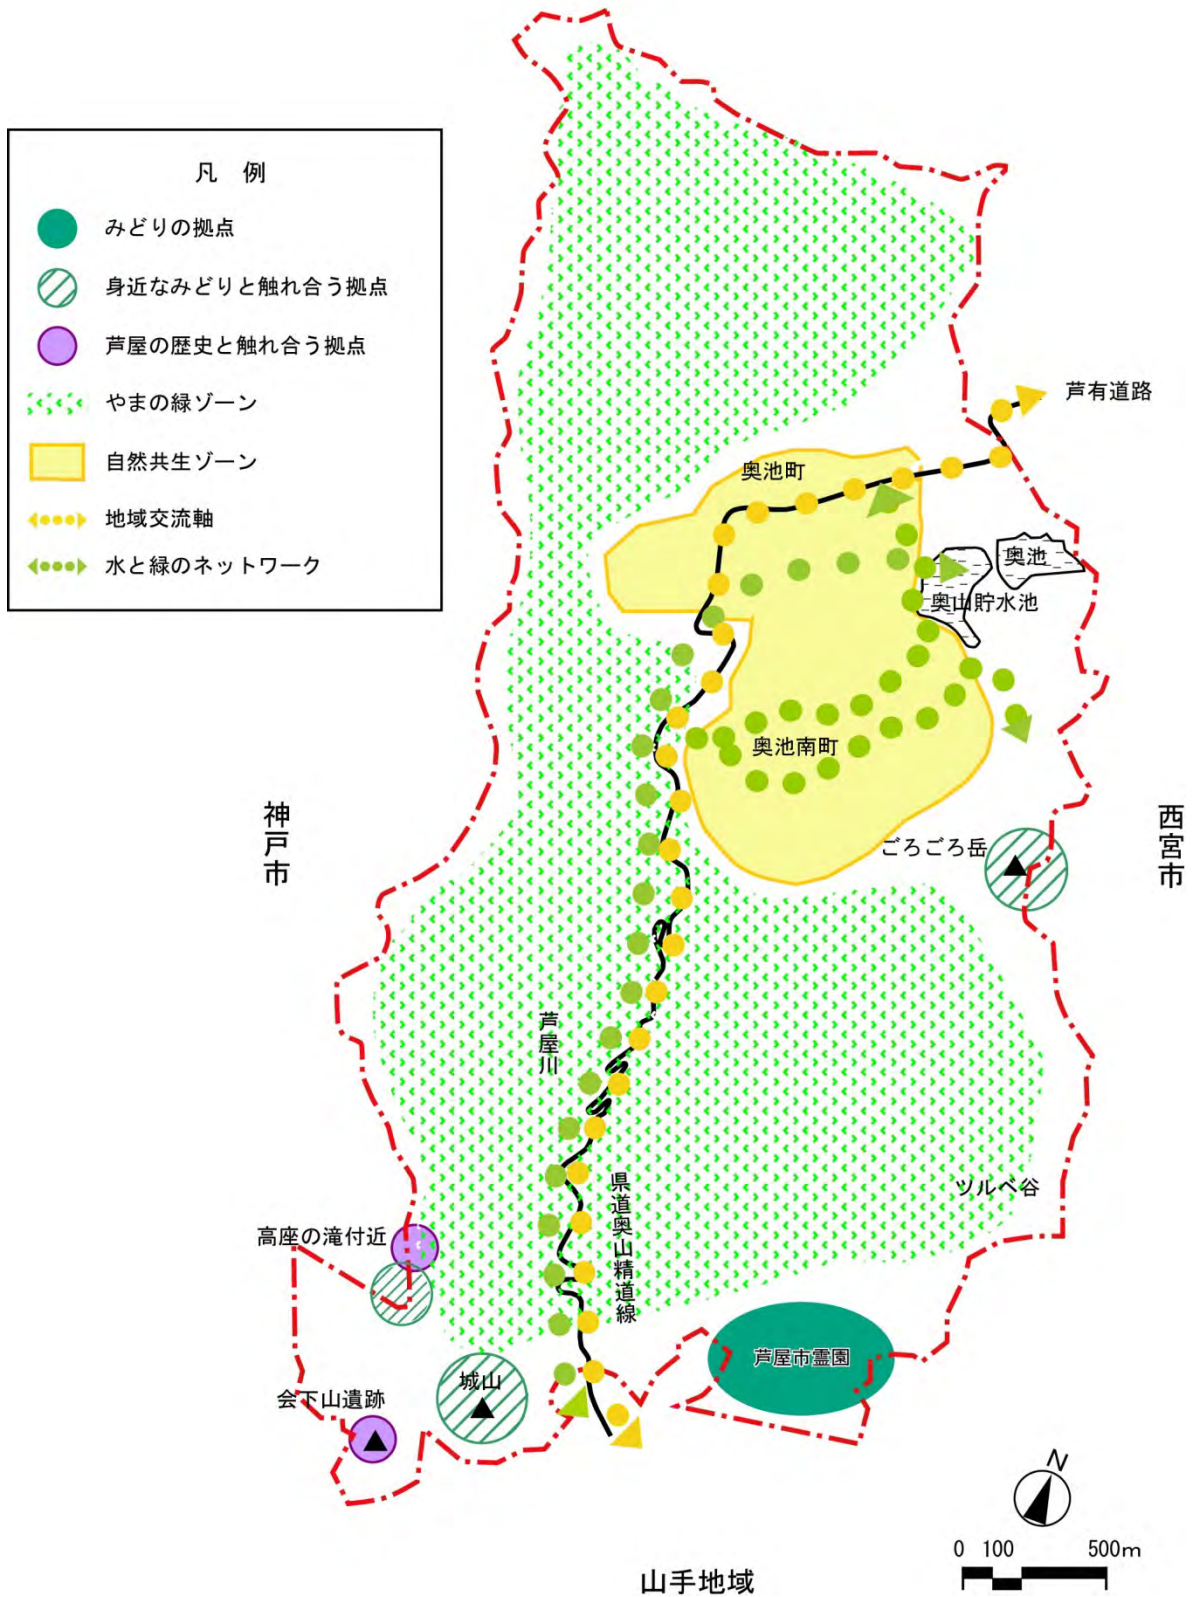 凡 例
みどりの拠点
身近なみどりと触れ合う拠点
芦屋の歴史と触れ合う拠点
やまの緑ゾーン
自然共生ゾーン
地域交流軸
水と緑のネットワーク
芦有道路
奥池町
奥池
奥山貯水池
奥池南町
神戸市
西宮市
ごろごろ岳
芦屋川
県道奥山精道線
ツルベ谷
高座の滝付近
芦屋市霊園
城山
会下山遺跡
N
0 100 500m
山手地域